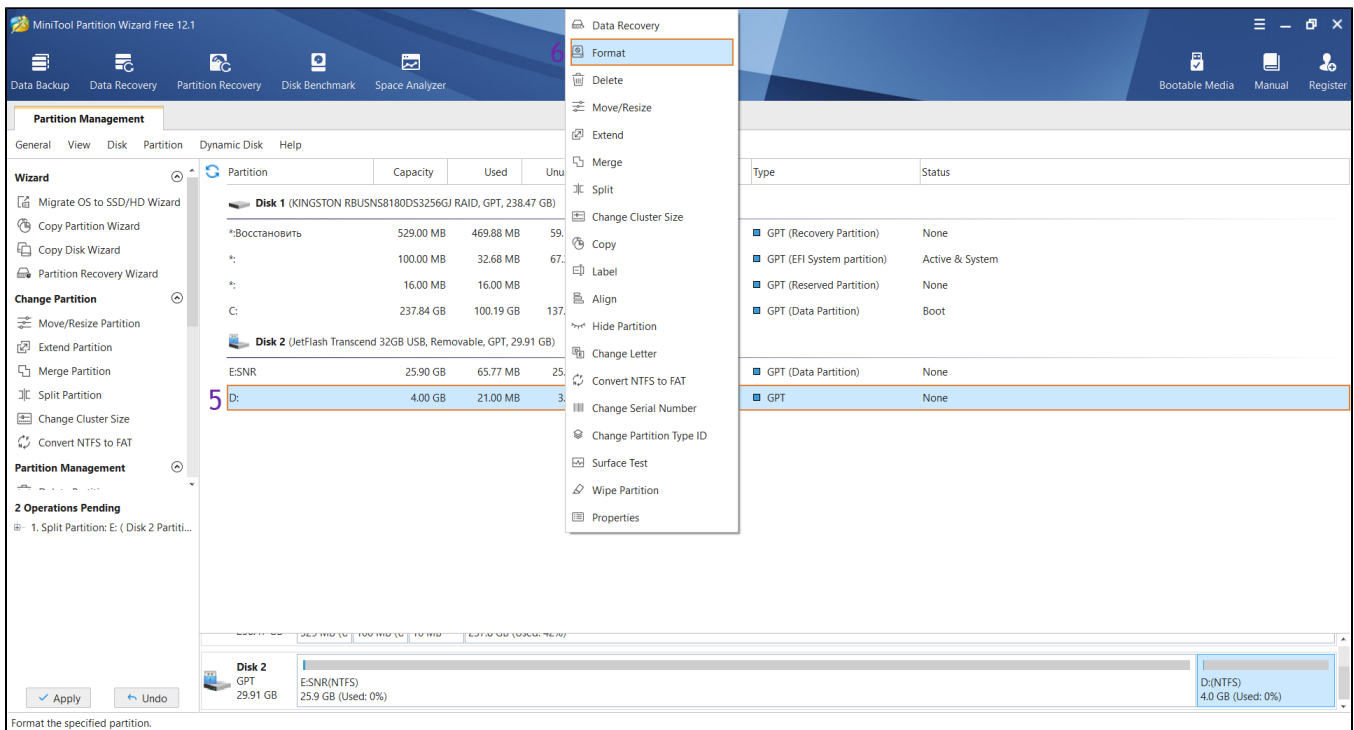 MiniTool Partition Wizard Free 12.1
Data Backup Data Recovery Partition Recovery Disk Benchmark Space Analyzer Bootable Media Manual Register
Partition Management
General View Disk Partition Dynamic Disk Help
Wizard
Migrate OS to SSD/HD Wizard
Copy Partition Wizard
Copy Disk Wizard
Partition Recovery Wizard
Change Partition
Move/Resize Partition
Extend Partition
Merge Partition
Split Partition
Change Cluster Size
Convert NTFS to FAT
Partition Management
2 Operations Pending
1. Split Partition: E: ( Disk 2 Partiti...
Apply Undo
Partition Capacity Used Unu Type Status
Disk 1 (KINGSTON RBUSNS8180DS3256GJ RAID, GPT, 238.47 GB)
*:Восстановить 529.00 MB 469.88 MB 59. GPT (Recovery Partition) None
*: 100.00 MB 32.68 MB 67. GPT (EFI System partition) Active & System
*: 16.00 MB 16.00 MB GPT (Reserved Partition) None
C: 237.84 GB 100.19 GB 137. GPT (Data Partition) Boot
Disk 2 (JetFlash Transcend 32GB USB, Removable, GPT, 29.91 GB)
E:SNR 25.90 GB 65.77 MB 25. GPT (Data Partition) None
5 D: 4.00 GB 21.00 MB 3. GPT None
Data Recovery
6 Format
Delete
Move/Resize
Extend
Merge
Split
Change Cluster Size
Copy
Label
Align
Hide Partition
Change Letter
Convert NTFS to FAT
Change Serial Number
Change Partition Type ID
Surface Test
Wipe Partition
Properties
Disk 2
GPT
29.91 GB
E:SNR(NTFS)
25.9 GB (Used: 0%)
D:(NTFS)
4.0 GB (Used: 0%)
Format the specified partition.